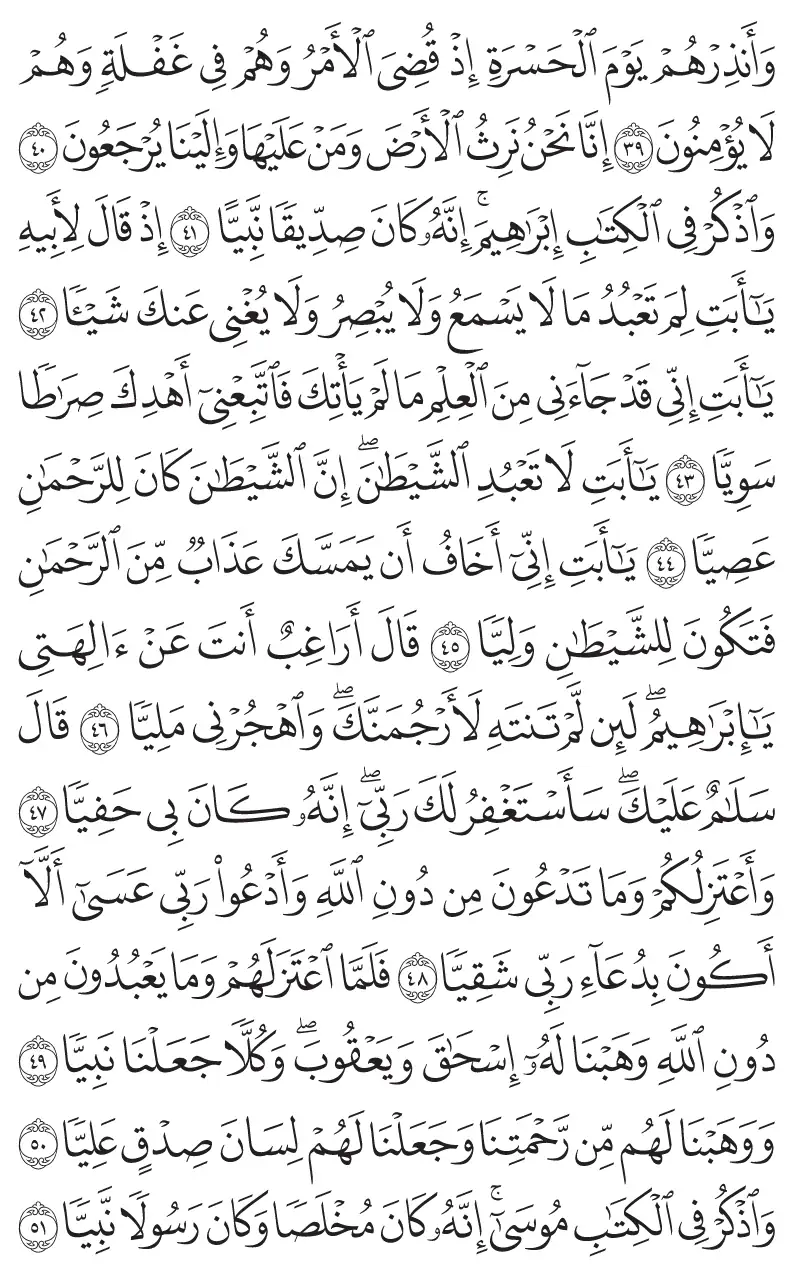 وَأَنذِرْهُمْ يَوْمَ ٱلْحَسْرَةِ إِذْ قُضِىَ ٱلْأَمْرُ وَهُمْ فِى غَفْلَةٍ وَهُمْ
لَا يُؤْمِنُونَ ٣٩ إِنَّا نَحْنُ نَرِثُ ٱلْأَرْضَ وَمَنْ عَلَيْهَا وَإِلَيْنَا يُرْجَعُونَ ٤٠
وَٱذْكُرْ فِى ٱلْكِتَٰبِ إِبْرَٰهِيمَ ۚ إِنَّهُۥ كَانَ صِدِّيقًا نَّبِيًّا ٤١ إِذْ قَالَ لِأَبِيهِ
يَٰٓأَبَتِ لِمَ تَعْبُدُ مَا لَا يَسْمَعُ وَلَا يُبْصِرُ وَلَا يُغْنِى عَنكَ شَيْـًٔا ٤٢
يَٰٓأَبَتِ إِنِّى قَدْ جَآءَنِى مِنَ ٱلْعِلْمِ مَا لَمْ يَأْتِكَ فَٱتَّبِعْنِىٓ أَهْدِكَ صِرَٰطًا
سَوِيًّا ٤٣ يَٰٓأَبَتِ لَا تَعْبُدِ ٱلشَّيْطَٰنَ ۖ إِنَّ ٱلشَّيْطَٰنَ كَانَ لِلرَّحْمَٰنِ
عَصِيًّا ٤٤ يَٰٓأَبَتِ إِنِّىٓ أَخَافُ أَن يَمَسَّكَ عَذَابٌ مِّنَ ٱلرَّحْمَٰنِ
فَتَكُونَ لِلشَّيْطَٰنِ وَلِيًّا ٤٥ قَالَ أَرَاغِبٌ أَنتَ عَنْ ءَالِهَتِى
يَٰٓإِبْرَٰهِيمُ ۖ لَئِن لَّمْ تَنتَهِ لَأَرْجُمَنَّكَ ۖ وَٱهْجُرْنِى مَلِيًّا ٤٦ قَالَ
سَلَٰمٌ عَلَيْكَ ۖ سَأَسْتَغْفِرُ لَكَ رَبِّىٓ ۖ إِنَّهُۥ كَانَ بِى حَفِيًّا ٤٧
وَأَعْتَزِلُكُمْ وَمَا تَدْعُونَ مِن دُونِ ٱللَّهِ وَأَدْعُوا۟ رَبِّى عَسَىٰٓ أَلَّآ
أَكُونَ بِدُعَآءِ رَبِّى شَقِيًّا ٤٨ فَلَمَّا ٱعْتَزَلَهُمْ وَمَا يَعْبُدُونَ مِن
دُونِ ٱللَّهِ وَهَبْنَا لَهُۥٓ إِسْحَٰقَ وَيَعْقُوبَ ۖ وَكُلًّا جَعَلْنَا نَبِيًّا ٤٩
وَوَهَبْنَا لَهُم مِّن رَّحْمَتِنَا وَجَعَلْنَا لَهُمْ لِسَانَ صِدْقٍ عَلِيًّا ٥٠
وَٱذْكُرْ فِى ٱلْكِتَٰبِ مُوسَىٰٓ ۚ إِنَّهُۥ كَانَ مُخْلَصًا وَكَانَ رَسُولًا نَّبِيًّا ٥١